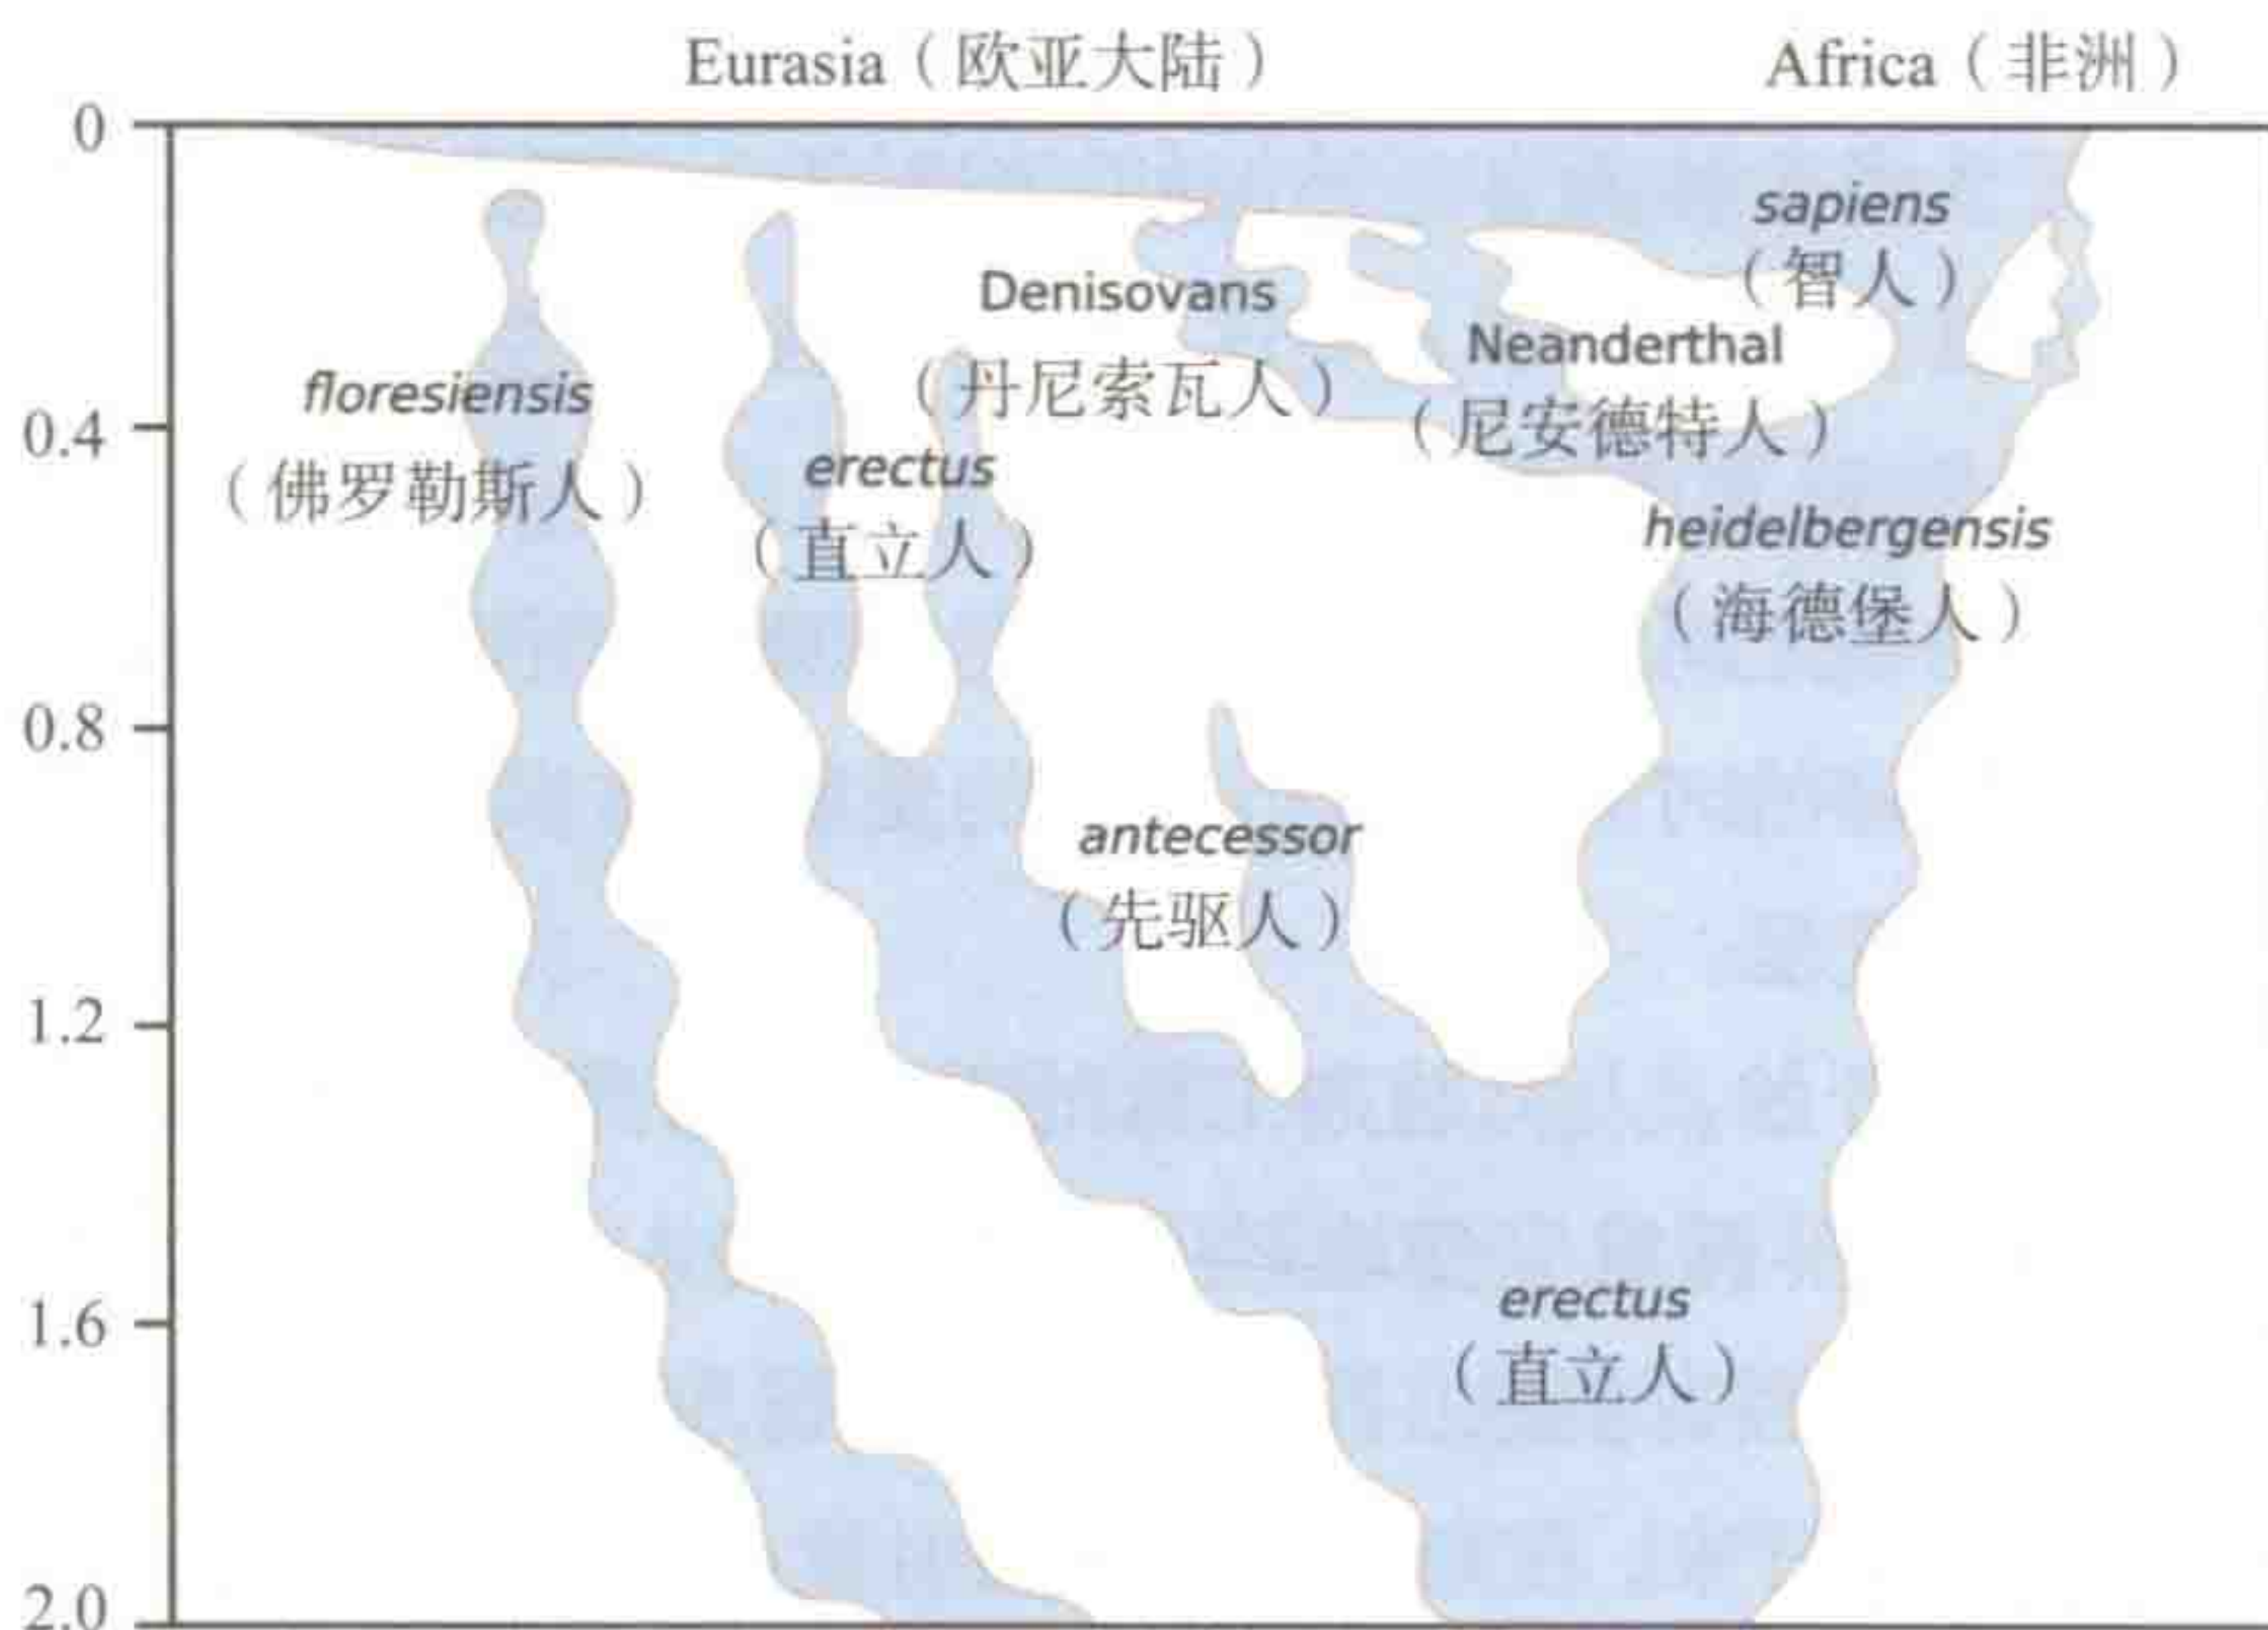 Eurasia（欧亚大陆）
Africa（非洲）
0
sapiens
（智人）
Denisovans
（丹尼索瓦人）
Neanderthal
（尼安德特人）
floresiensis
（佛罗勒斯人）
0.4
erectus
（直立人）
heidelbergensis
（海德堡人）
0.8
antecessor
（先驱人）
1.2
1.6
erectus
（直立人）
2.0